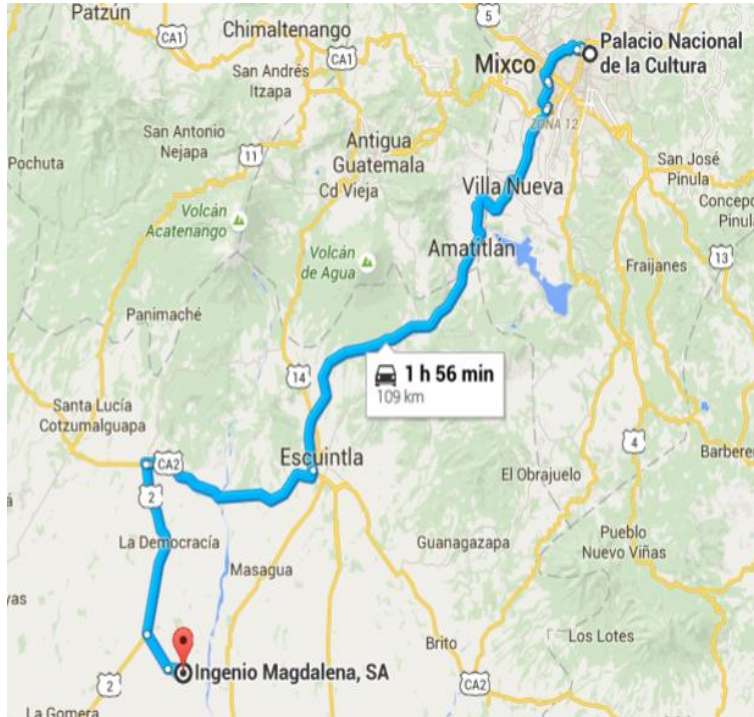 Patzún
5
CA1
Chimaltenango
Palacio Nacional
de la Cultura
CA1
Mixco
San Andrés
Itzapa
ZONA 12
San Antonio
Nejapa
Antigua
Guatemala
San José
Pinula
Pochuta
11
Cd Vieja
Villa Nueva
Volcán
Acatenango
Volcán
de Agua
Amatitlán
13
Fraijanes
Panimaché
1 h 56 min
109 km
14
Santa Lucía
Cotzumalguapa
4
CA2
Escuintla
2
El Obrajuelo
La Democracía
Guanagazapa
Pueblo
Nuevo Viñas
Masagua
Brito
Los Lotes
Ingenio Magdalena, SA
2
CA2
La Gomera